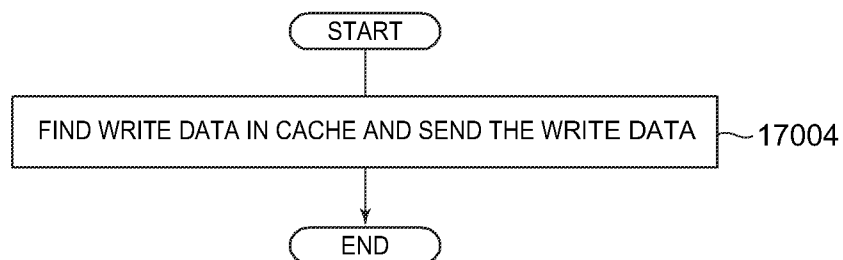 START
FIND WRITE DATA IN CACHE AND SEND THE WRITE DATA
17004
END